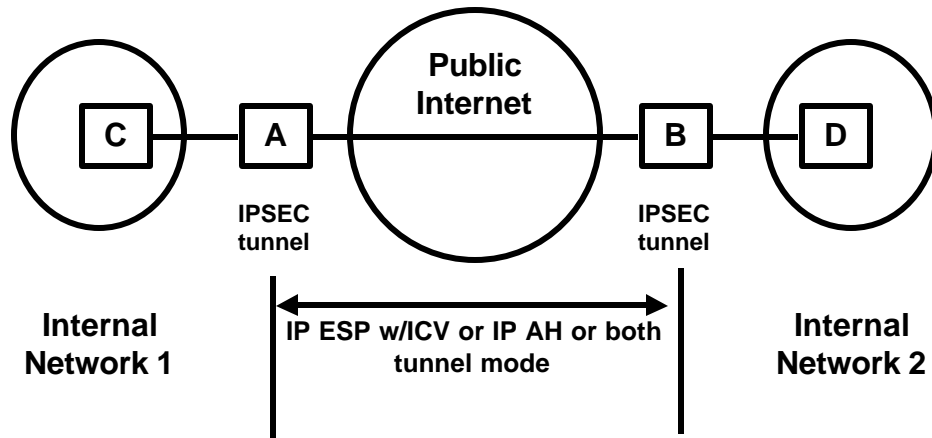 Public
Internet
C
A
B
D
IPSEC
tunnel
IPSEC
tunnel
Internal
Network 1
IP ESP w/ICV or IP AH or both
tunnel mode
Internal
Network 2